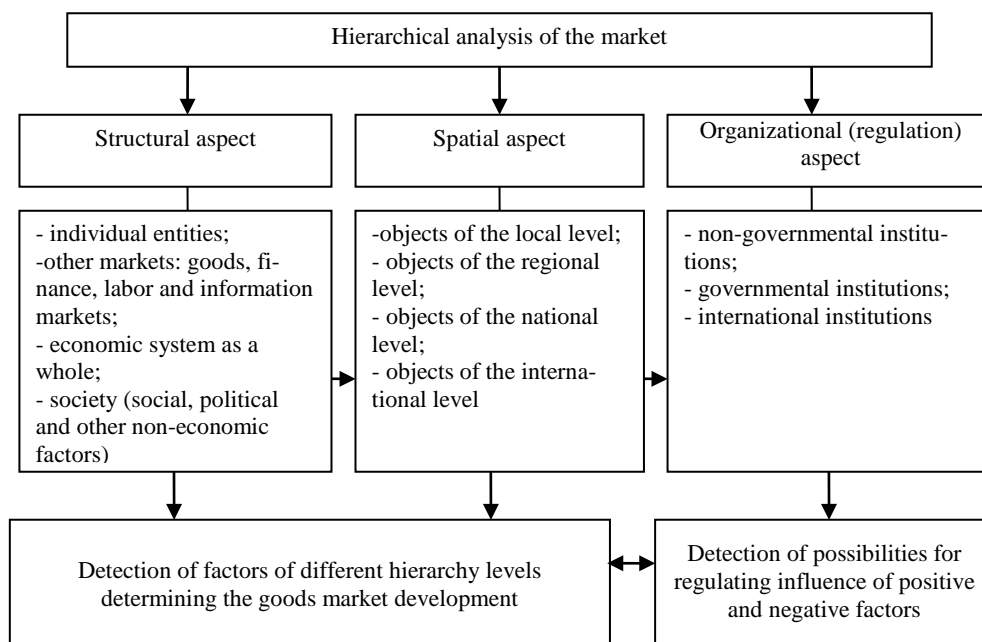 Hierarchical analysis of the market
Structural aspect
Spatial aspect
Organizational (regulation)
aspect
- individual entities;
-other markets: goods, fi-
nance, labor and information
markets;
- economic system as a
whole;
- society (social, political
and other non-economic
factors)
-objects of the local level;
- objects of the regional
level;
- objects of the national
level;
- objects of the interna-
tional level
- non-governmental institu-
tions;
- governmental institutions;
- international institutions
Detection of factors of different hierarchy levels
determining the goods market development
Detection of possibilities for
regulating influence of positive
and negative factors